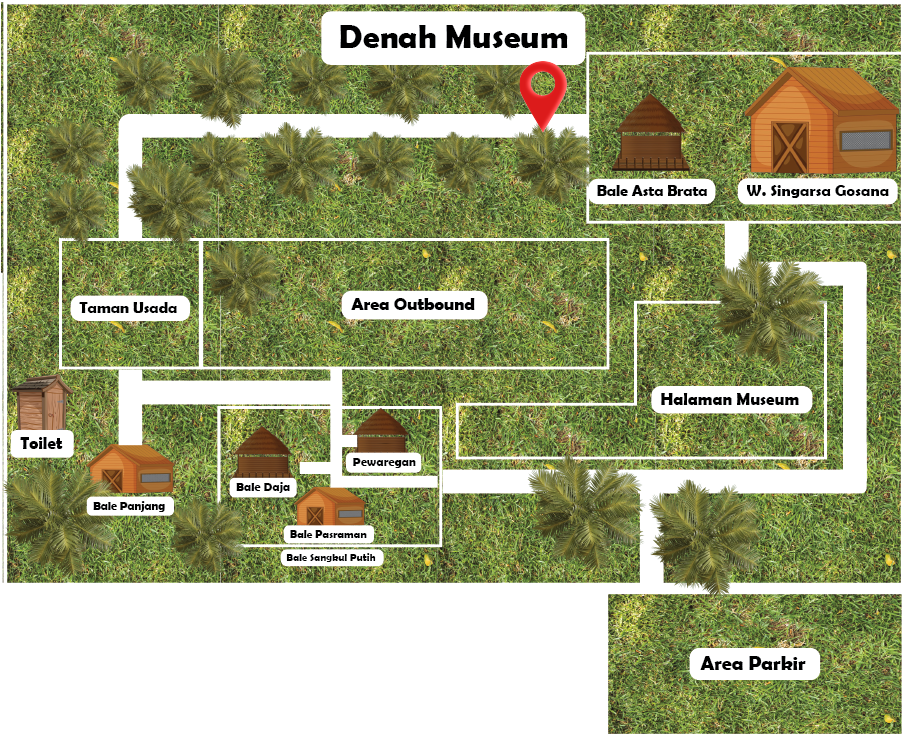 Denah Museum
Bale Asta Brata
W. Singarsa Gosana
Taman Usada
Area Outbound
Halaman Museum
Toilet
Pewaregan
Bale Daja
Bale Panjang
Bale Pasraman
Bale Sangkul Putih
Area Parkir